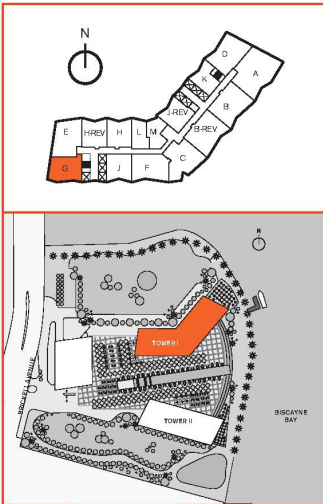 N
D
A
K
J-REV
B
B-REV
E
H-REV
H
L
M
C
G
J
F
N
TOWER I
BRICKELL AVENUE
TOWER II
BISCAYNE
BAY